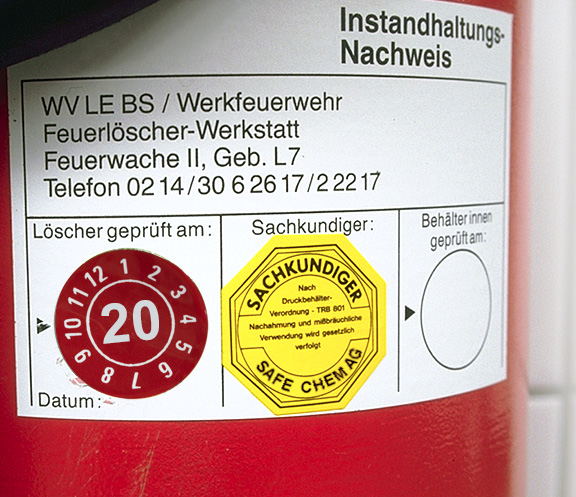 Instandhaltungs-
Nachweis
WV LE BS / Werkfeuerwehr
Feuerlöscher-Werkstatt
Feuerwache II, Geb. L7
Telefon 02 14/30 6 26 17/2 22 17
Löscher geprüft am:
1 2 3 4 5 6 7 8 9 10 11 12
20
Datum:
Sachkundiger:
SACHKUNDIGER
Nach
Druckbehälter-
Verordnung - TRB 601
Nachahmung und mißbräuchliche
Verwendung wird gesetzlich
verfolgt
SAFE CHEM AG
Behälter innen
geprüft am: